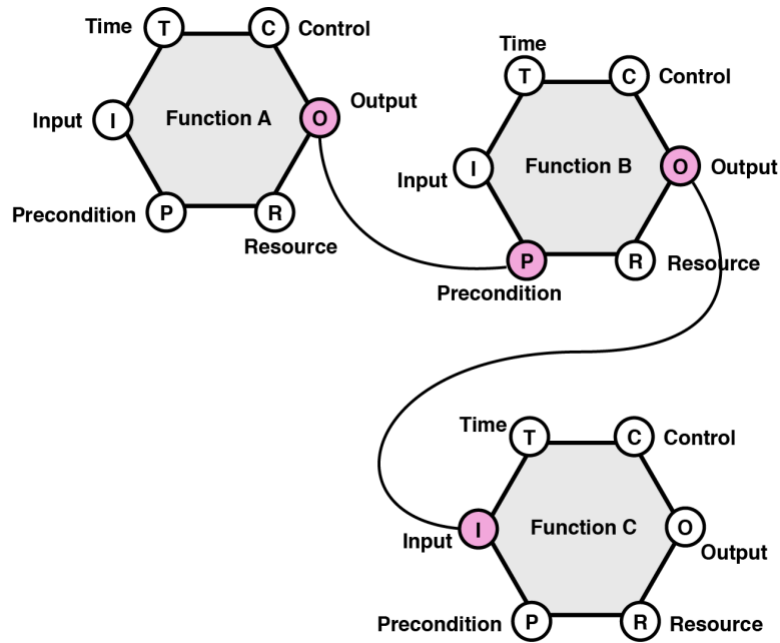 Time T C Control
Input I Function A O Output
Precondition P R
Resource
Time
T C Control
Input I Function B O Output
P R Resource
Precondition
Time T C Control
Input I Function C O
Output
Precondition P R Resource